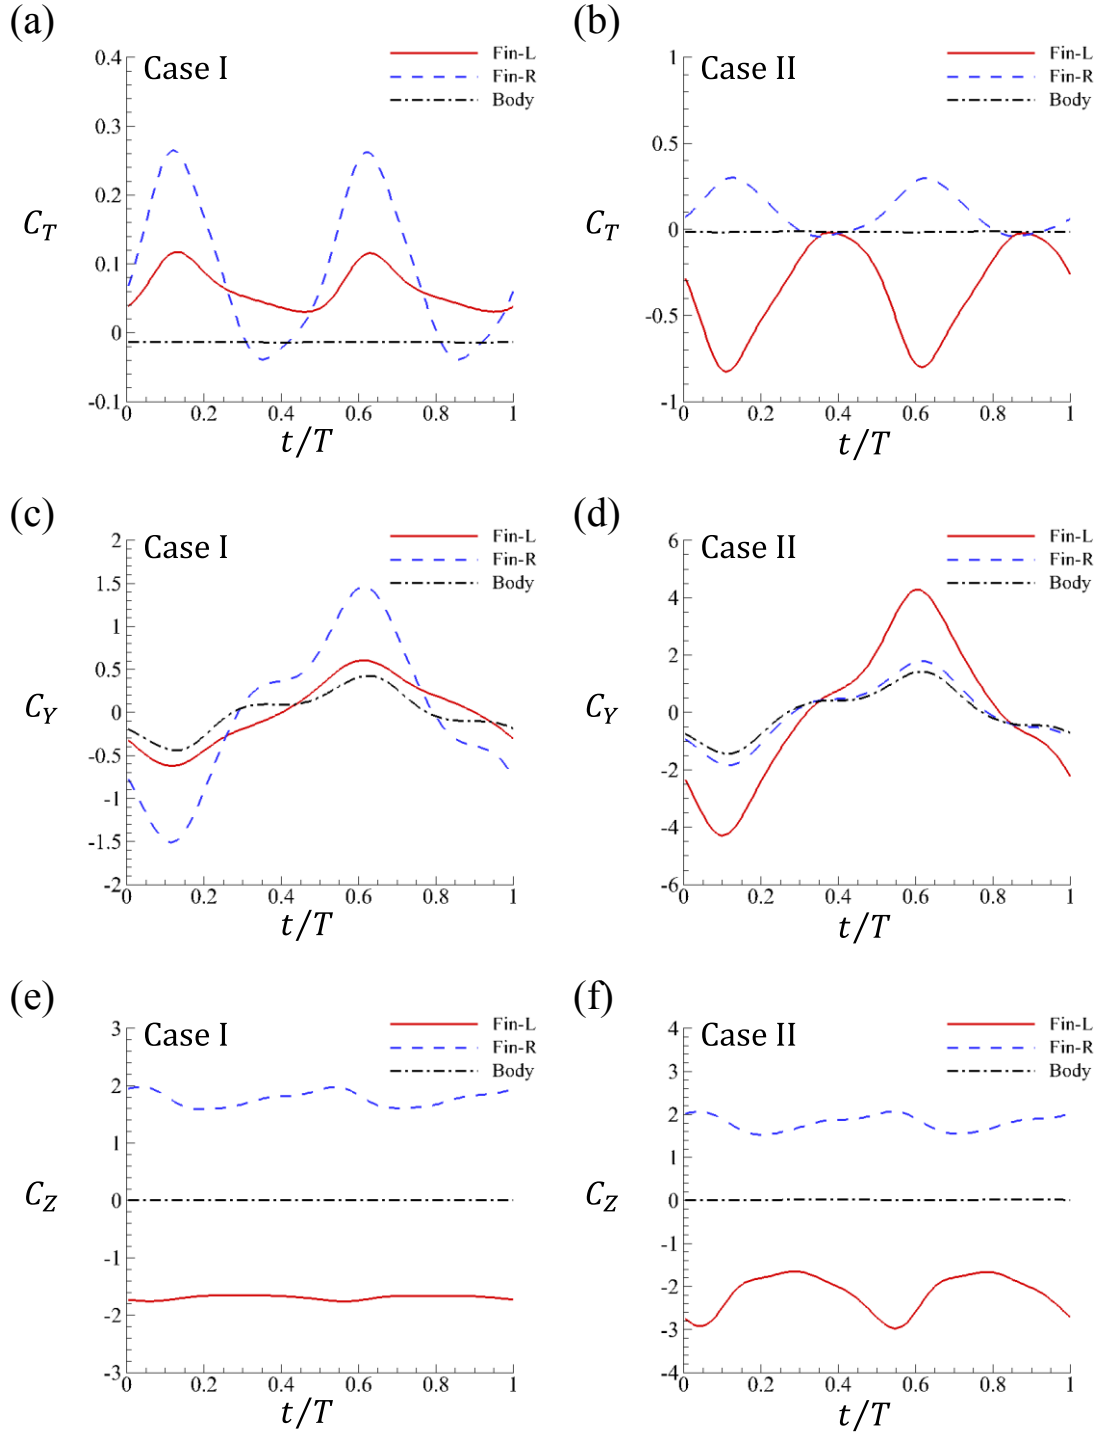 (a)
Case I
Fin-L
Fin-R
Body
0.4
0.3
0.2
0.1
0
-0.1
C_T
0 0.2 0.4 0.6 0.8 1
t/T
(b)
Case II
Fin-L
Fin-R
Body
1
0.5
0
-0.5
-1
C_T
0 0.2 0.4 0.6 0.8 1
t/T
(c)
Case I
Fin-L
Fin-R
Body
2
1.5
1
0.5
0
-0.5
-1
-1.5
-2
C_Y
0 0.2 0.4 0.6 0.8 1
t/T
(d)
Case II
Fin-L
Fin-R
Body
6
4
2
0
-2
-4
-6
C_Y
0 0.2 0.4 0.6 0.8 1
t/T
(e)
Case I
Fin-L
Fin-R
Body
3
2
1
0
-1
-2
-3
C_Z
0 0.2 0.4 0.6 0.8 1
t/T
(f)
Case II
Fin-L
Fin-R
Body
4
3
2
1
0
-1
-2
-3
-4
C_Z
0 0.2 0.4 0.6 0.8 1
t/T